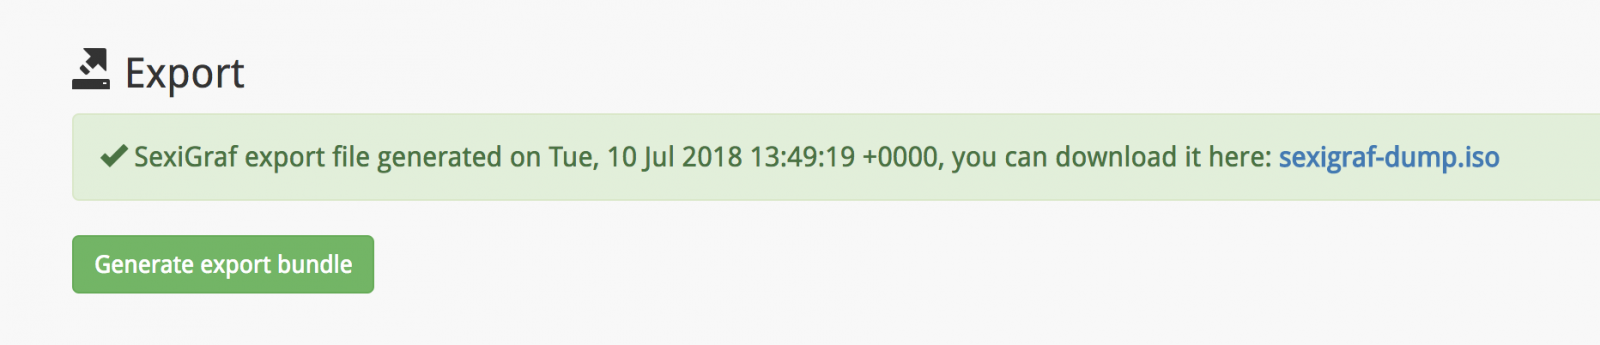 Export
SexiGraf export file generated on Tue, 10 Jul 2018 13:49:19 +0000, you can download it here: sexigraf-dump.iso
Generate export bundle